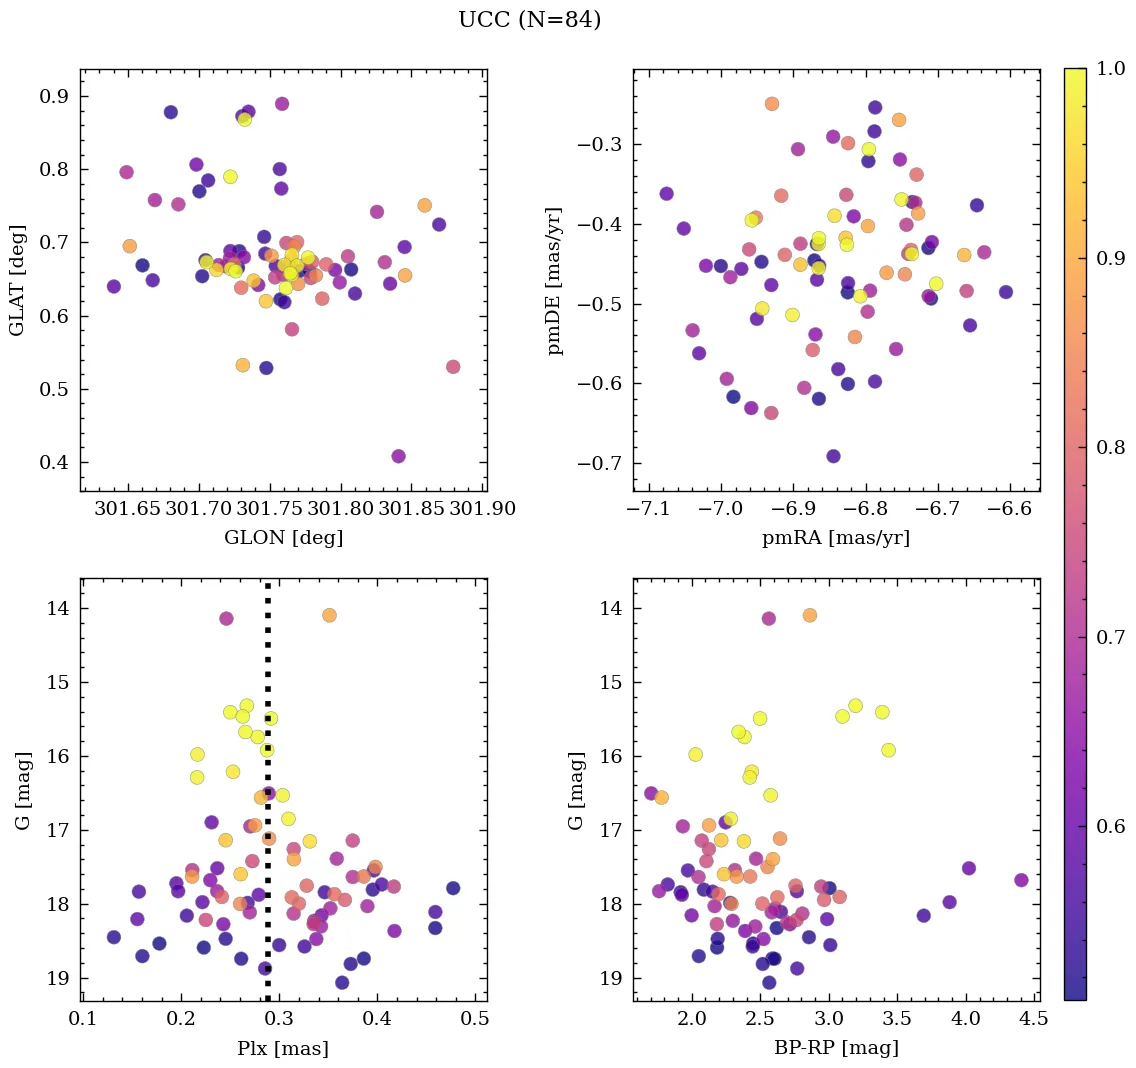 UCC (N=84)
0.9
0.8
0.7
0.6
0.5
0.4
GLAT [deg]
301.65 301.70 301.75 301.80 301.85 301.90
GLON [deg]
−0.3
−0.4
−0.5
−0.6
−0.7
pmDE [mas/yr]
−7.1 −7.0 −6.9 −6.8 −6.7 −6.6
pmRA [mas/yr]
14
15
16
17
18
19
G [mag]
0.1 0.2 0.3 0.4 0.5
Plx [mas]
14
15
16
17
18
19
G [mag]
2.0 2.5 3.0 3.5 4.0 4.5
BP-RP [mag]
1.0
0.9
0.8
0.7
0.6